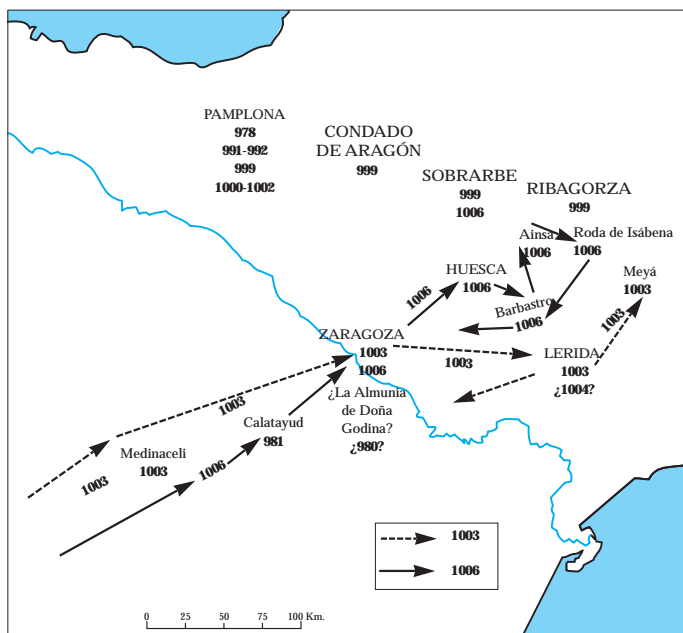 PAMPLONA
978
991-992
999
1000-1002
CONDADO
DE ARAGÓN
999
SOBRARBE
999
1006
RIBAGORZA
999
Ainsa
1006
Roda de Isábena
1006
Meyá
1003
1003
HUESCA
1006
1006
Barbastro
1006
ZARAGOZA
1003
1006
1003
LERIDA
1003
¿1004?
¿La Almunia
de Doña
Godina?
¿980?
1003
Calatayud
981
Medinaceli
1003
1003
1006
1003
1006
0 25 50 75 100 Km.